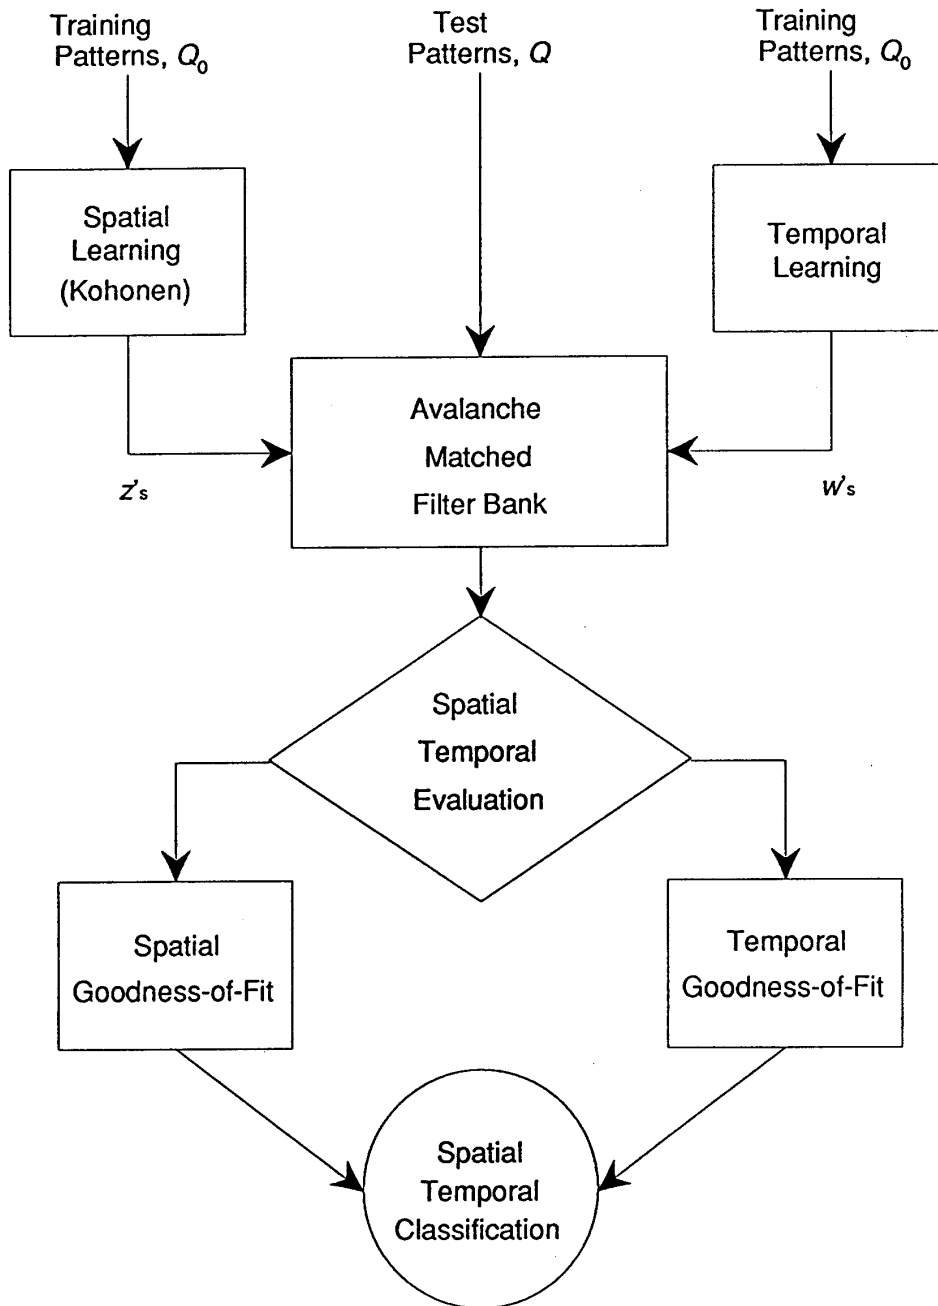 Training
Patterns, Q₀
Test
Patterns, Q
Training
Patterns, Q₀
Spatial
Learning
(Kohonen)
Temporal
Learning
Avalanche
Matched
Filter Bank
z's
w's
Spatial
Temporal
Evaluation
Spatial
Goodness-of-Fit
Temporal
Goodness-of-Fit
Spatial
Temporal
Classification